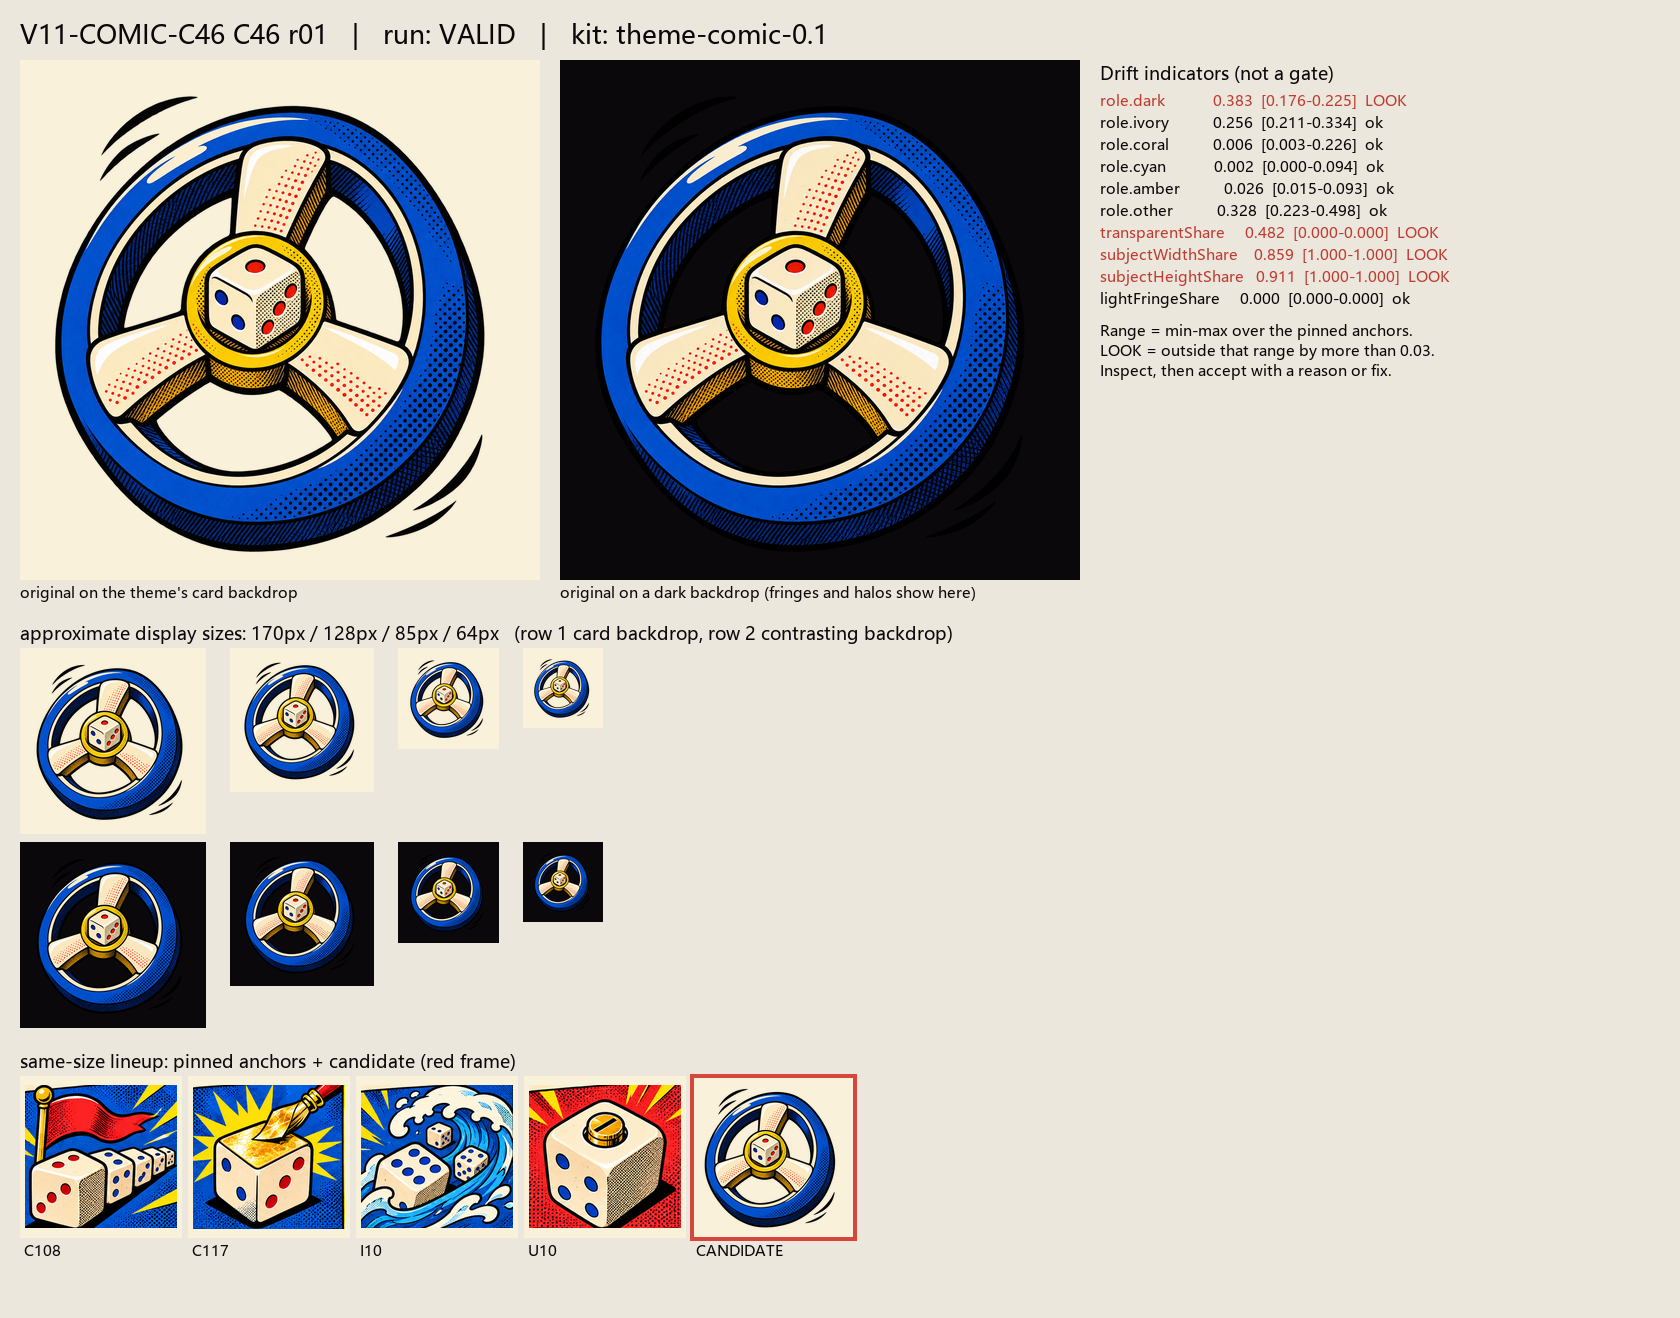 V11-COMIC-C46 C46 r01 | run: VALID | kit: theme-comic-0.1
Drift indicators (not a gate)
role.dark 0.383 [0.176-0.225] LOOK
role.ivory 0.256 [0.211-0.334] ok
role.coral 0.006 [0.003-0.226] ok
role.cyan 0.002 [0.000-0.094] ok
role.amber 0.026 [0.015-0.093] ok
role.other 0.328 [0.223-0.498] ok
transparentShare 0.482 [0.000-0.000] LOOK
subjectWidthShare 0.859 [1.000-1.000] LOOK
subjectHeightShare 0.911 [1.000-1.000] LOOK
lightFringeShare 0.000 [0.000-0.000] ok
Range = min-max over the pinned anchors.
LOOK = outside that range by more than 0.03.
Inspect, then accept with a reason or fix.
original on the theme's card backdrop
original on a dark backdrop (fringes and halos show here)
approximate display sizes: 170px / 128px / 85px / 64px (row 1 card backdrop, row 2 contrasting backdrop)
same-size lineup: pinned anchors + candidate (red frame)
C108
C117
I10
U10
CANDIDATE